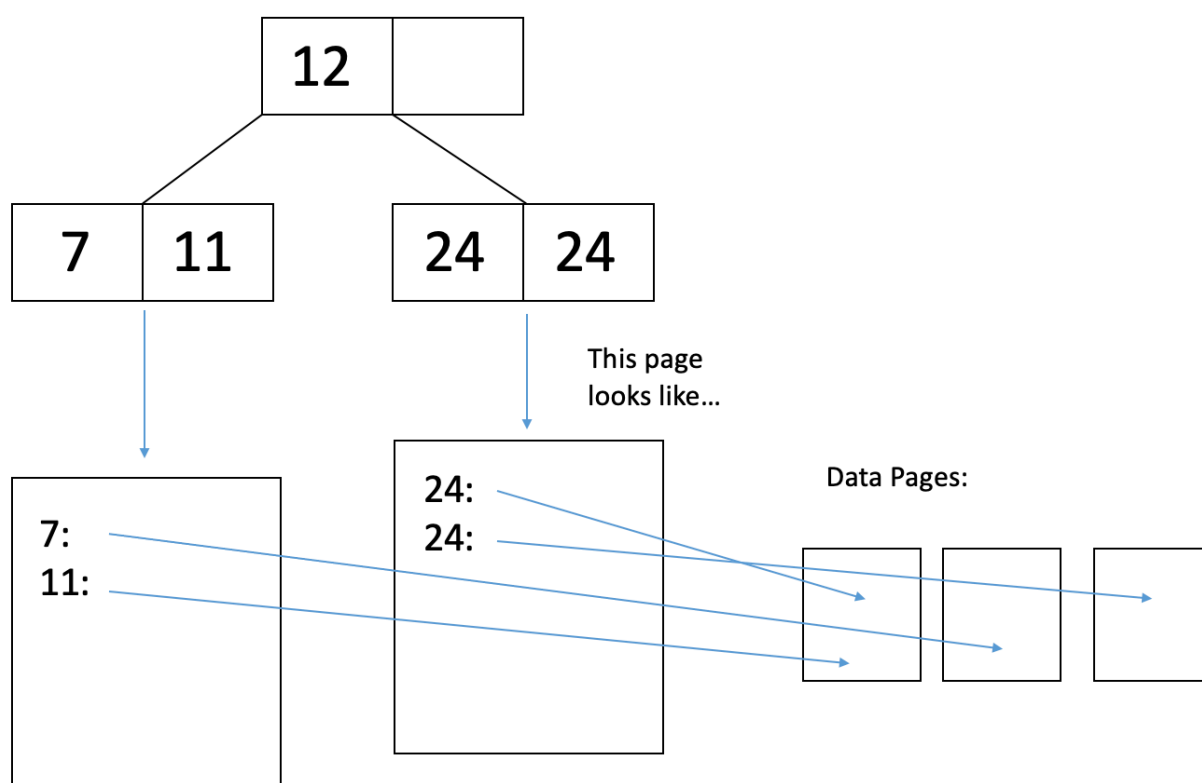 12
7 11
24 24
This page
looks like…
7:
11:
24:
24:
Data Pages: